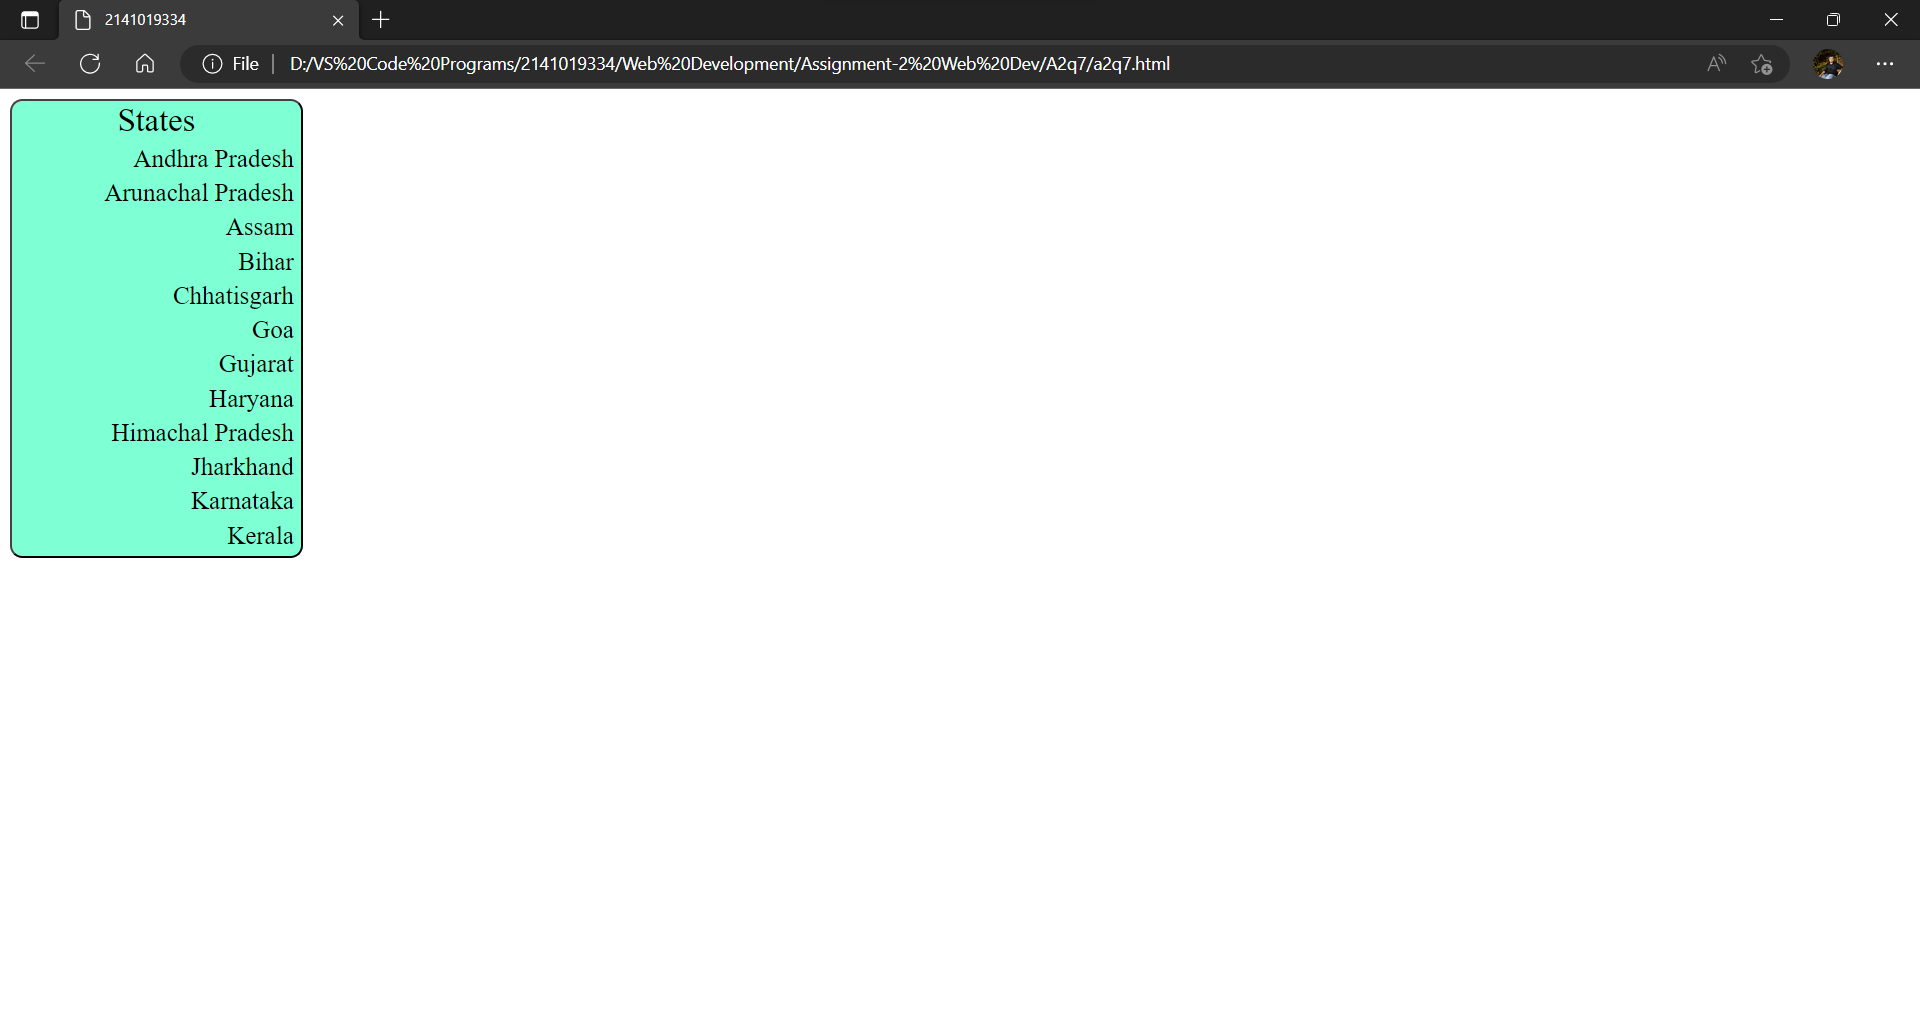 2141019334
File D:/VS%20Code%20Programs/2141019334/Web%20Development/Assignment-2%20Web%20Dev/A2q7/a2q7.html
States
Andhra Pradesh
Arunachal Pradesh
Assam
Bihar
Chhatisgarh
Goa
Gujarat
Haryana
Himachal Pradesh
Jharkhand
Karnataka
Kerala